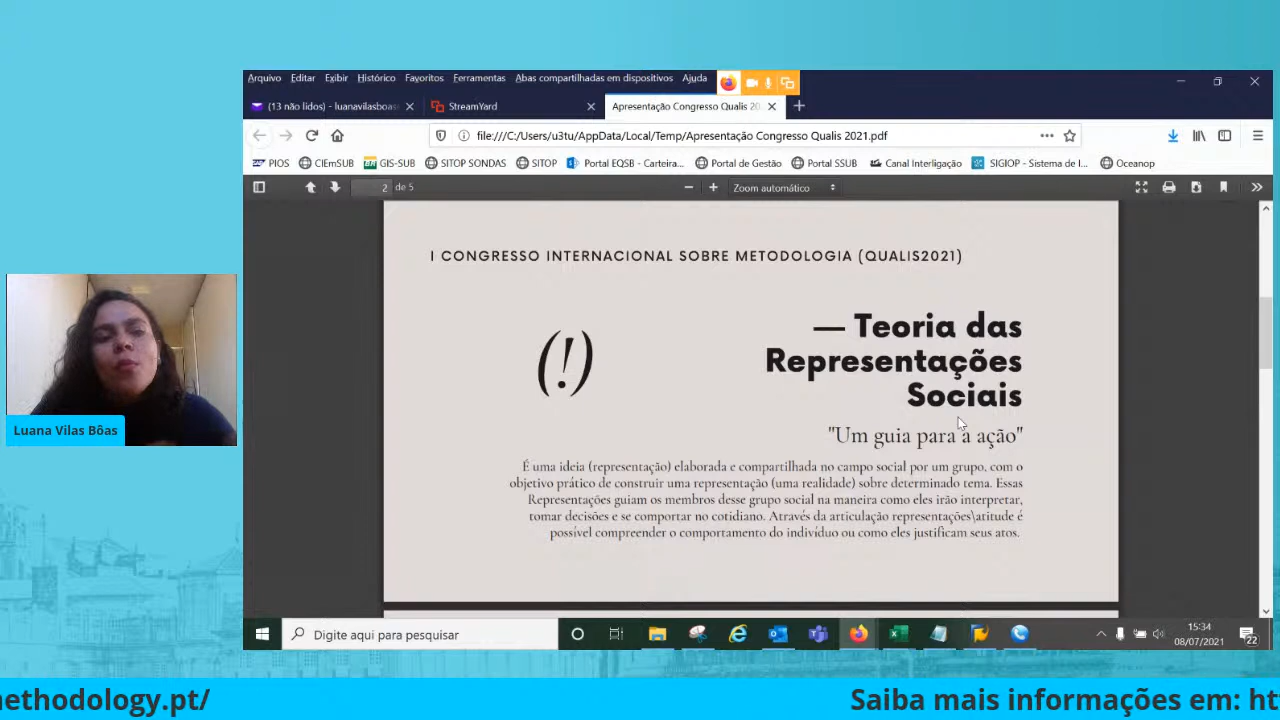 Arquivo Editar Exibir Histórico Favoritos Ferramentas Abas compartilhadas em dispositivos Ajuda
(13 não lidos) - luanavilasboas
StreamYard
Apresentação Congresso Qualis 20
file:///C:/Users/u3tu/AppData/Local/Temp/Apresentação Congresso Qualis 2021.pdf
PIOS CIEmSUB GIS-SUB SITOP SONDAS SITOP Portal EQSB - Carteira... Portal de Gestão Portal SSUB Canal Interligação SIGIOP - Sistema de I... Oceanop
2 de 5
Zoom automático
I CONGRESSO INTERNACIONAL SOBRE METODOLOGIA (QUALIS2021)
(!)
— Teoria das
Representações
Sociais
"Um guia para a ação"
É uma ideia (representação) elaborada e compartilhada no campo social por um grupo, com o
objetivo prático de construir uma representação (uma realidade) sobre determinado tema. Essas
Representações guiam os membros desse grupo social na maneira como eles irão interpretar,
tomar decisões e se comportar no cotidiano. Através da articulação representações\atitude é
possível compreender o comportamento do indivíduo ou como eles justificam seus atos.
Luana Vilas Bôas
Digite aqui para pesquisar
15:34
08/07/2021
22
nethodology.pt/
Saiba mais informações em: ht